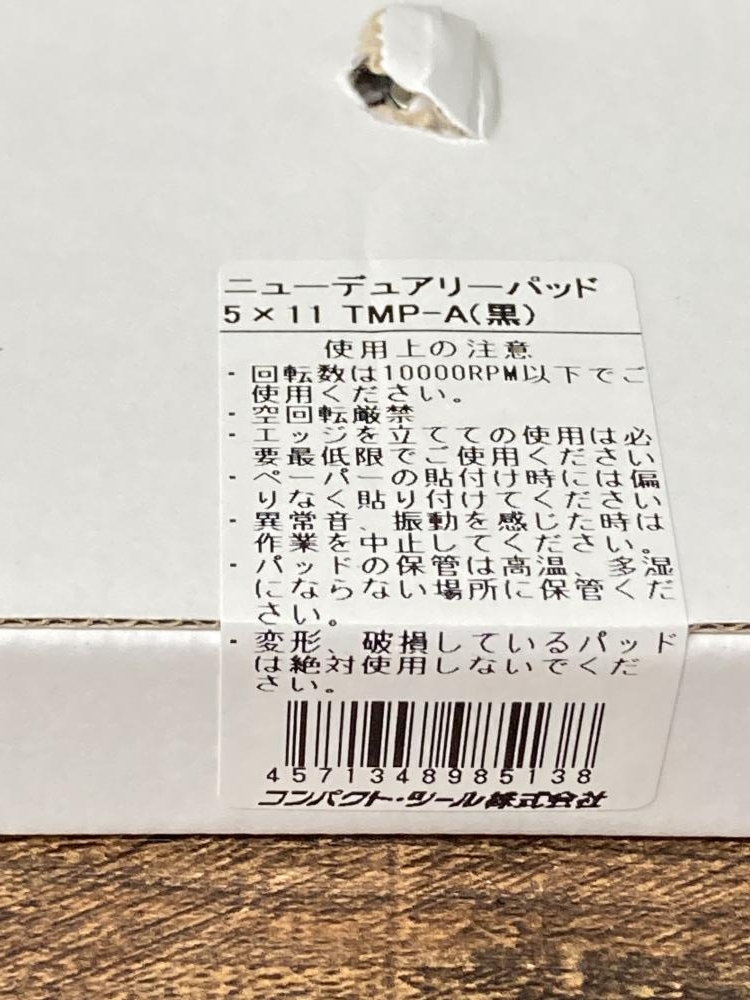 ニューデュアリーパッド
5×11 TMP-A(黒)
使用上の注意
・回転数は10000RPM以下でご
使用ください。
・空回転厳禁
・エッジを立てての使用は必
要最低限でご使用ください
・ペーパーの貼付け時には偏
りなく貼り付けてください
・異常音、振動を感じた時は
作業を中止してください。
・パッドの保管は高温、多湿
にならない場所に保管くだ
さい。
・変形、破損しているパッド
は絶対使用しないでくだ
さい。
4571348985138
コンパクト・ツール株式会社